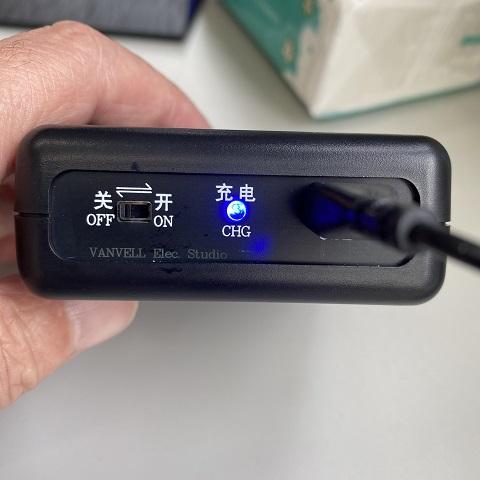 关 开
OFF ON
充电
CHG
VANVELL Elec. Studio